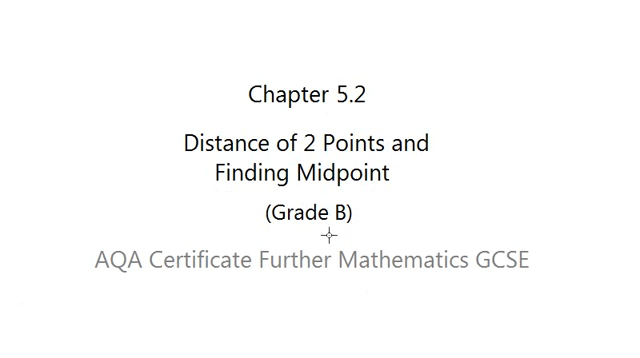 Chapter 5.2
Distance of 2 Points and
Finding Midpoint
(Grade B)
AQA Certificate Further Mathematics GCSE